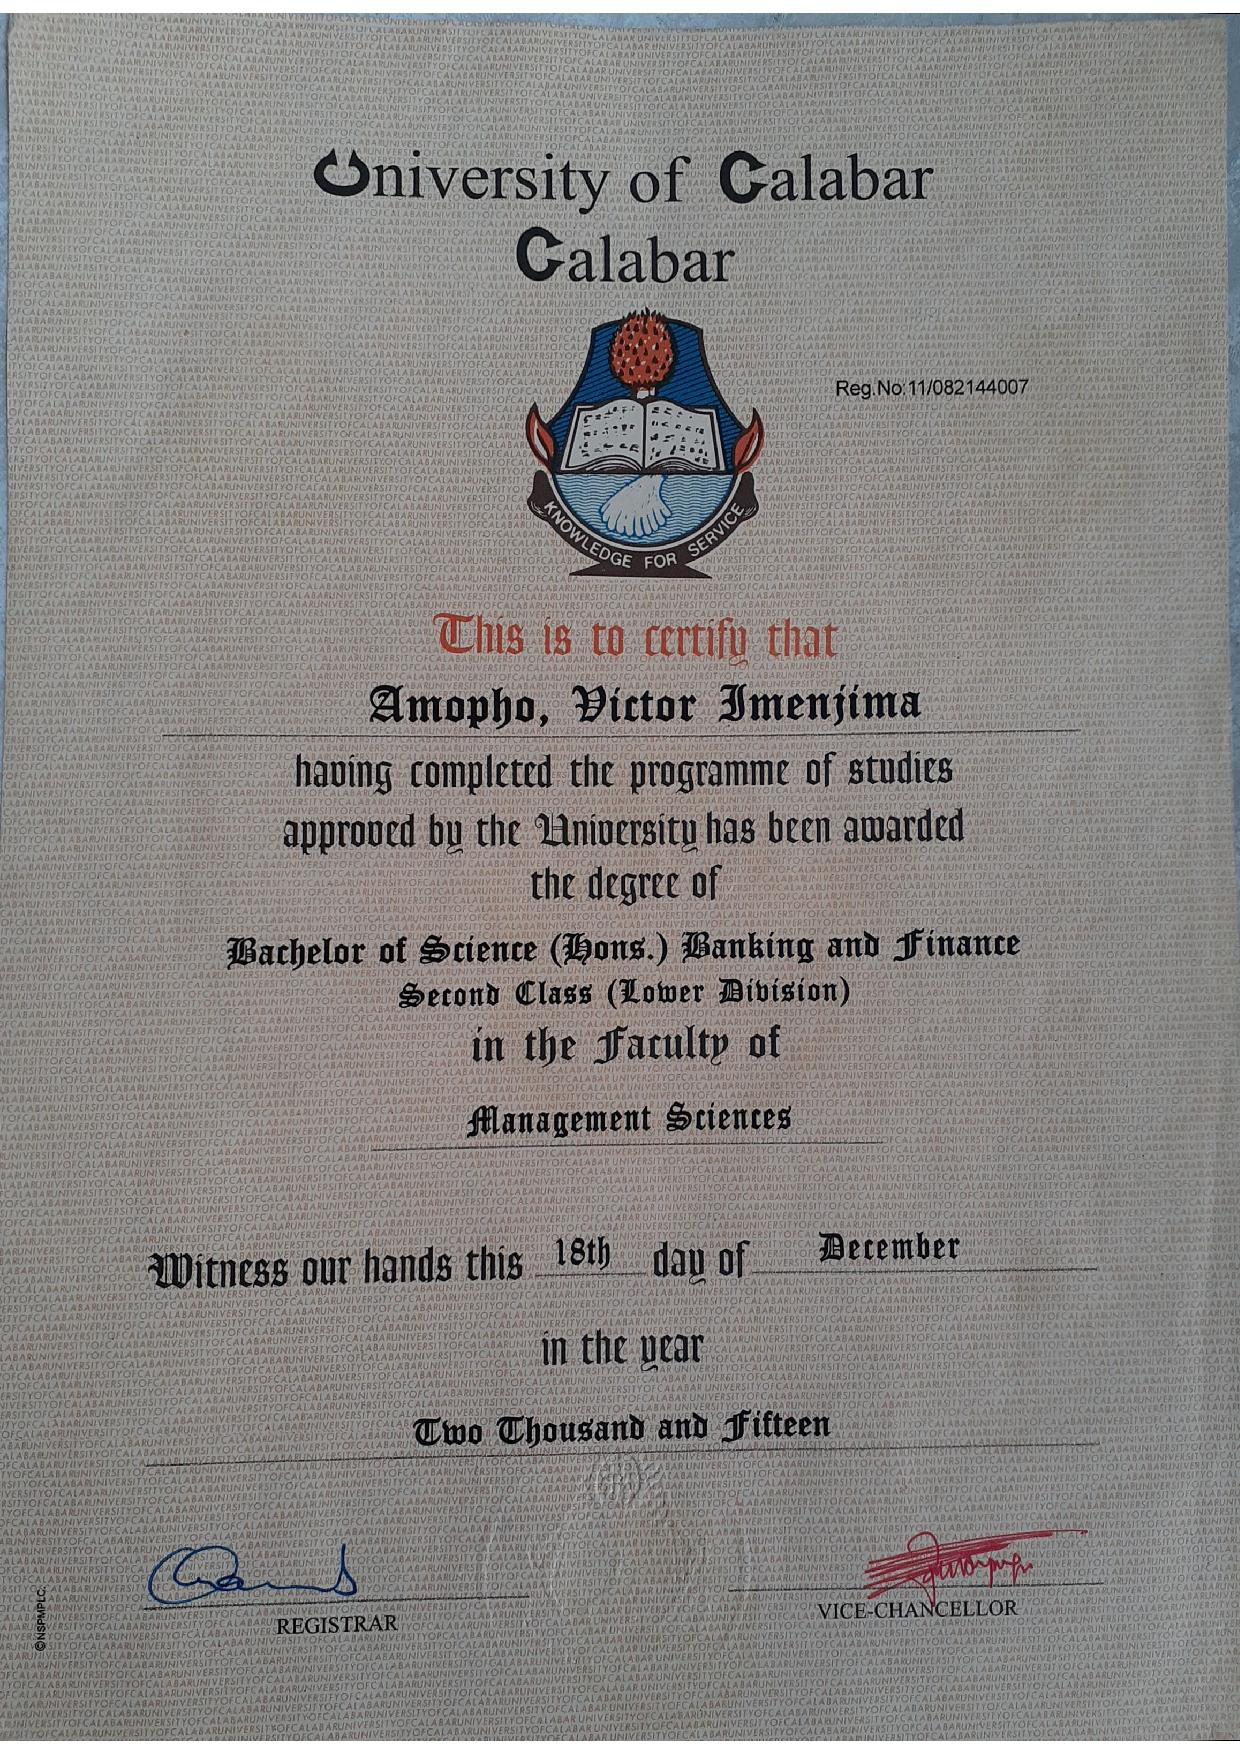 University of Calabar
Calabar
Reg.No:11/082144007
KNOWLEDGE FOR SERVICE
This is to certify that
Amopho, Victor Imenjima
having completed the programme of studies
approved by the University has been awarded
the degree of
Bachelor of Science (Hons.) Banking and Finance
Second Class (Lower Division)
in the Faculty of
Management Sciences
Witness our hands this 18th day of December
in the year
Two Thousand and Fifteen
REGISTRAR
VICE-CHANCELLOR
©NSPMPLC.